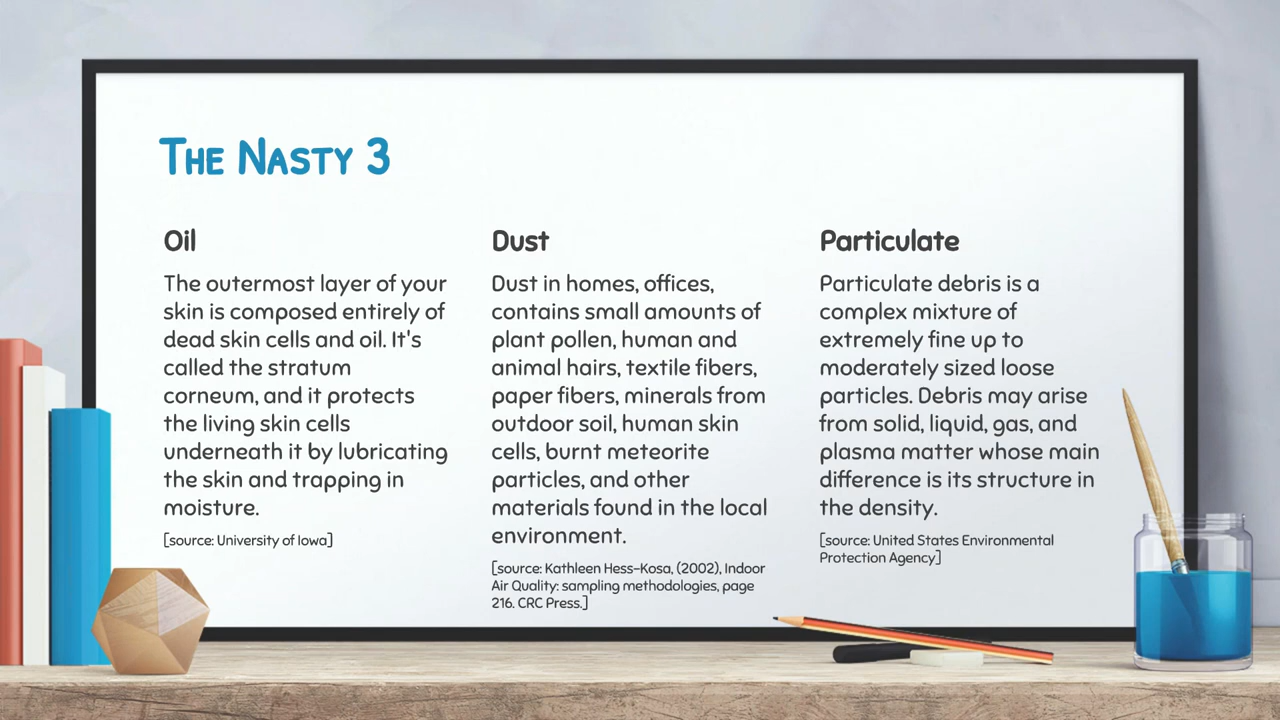 The Nasty 3
Oil
The outermost layer of your
skin is composed entirely of
dead skin cells and oil. It's
called the stratum
corneum, and it protects
the living skin cells
underneath it by lubricating
the skin and trapping in
moisture.
[source: University of Iowa]
Dust
Dust in homes, offices,
contains small amounts of
plant pollen, human and
animal hairs, textile fibers,
paper fibers, minerals from
outdoor soil, human skin
cells, burnt meteorite
particles, and other
materials found in the local
environment.
[source: Kathleen Hess-Kosa, (2002), Indoor
Air Quality: sampling methodologies, page
216. CRC Press.]
Particulate
Particulate debris is a
complex mixture of
extremely fine up to
moderately sized loose
particles. Debris may arise
from solid, liquid, gas, and
plasma matter whose main
difference is its structure in
the density.
[source: United States Environmental
Protection Agency]